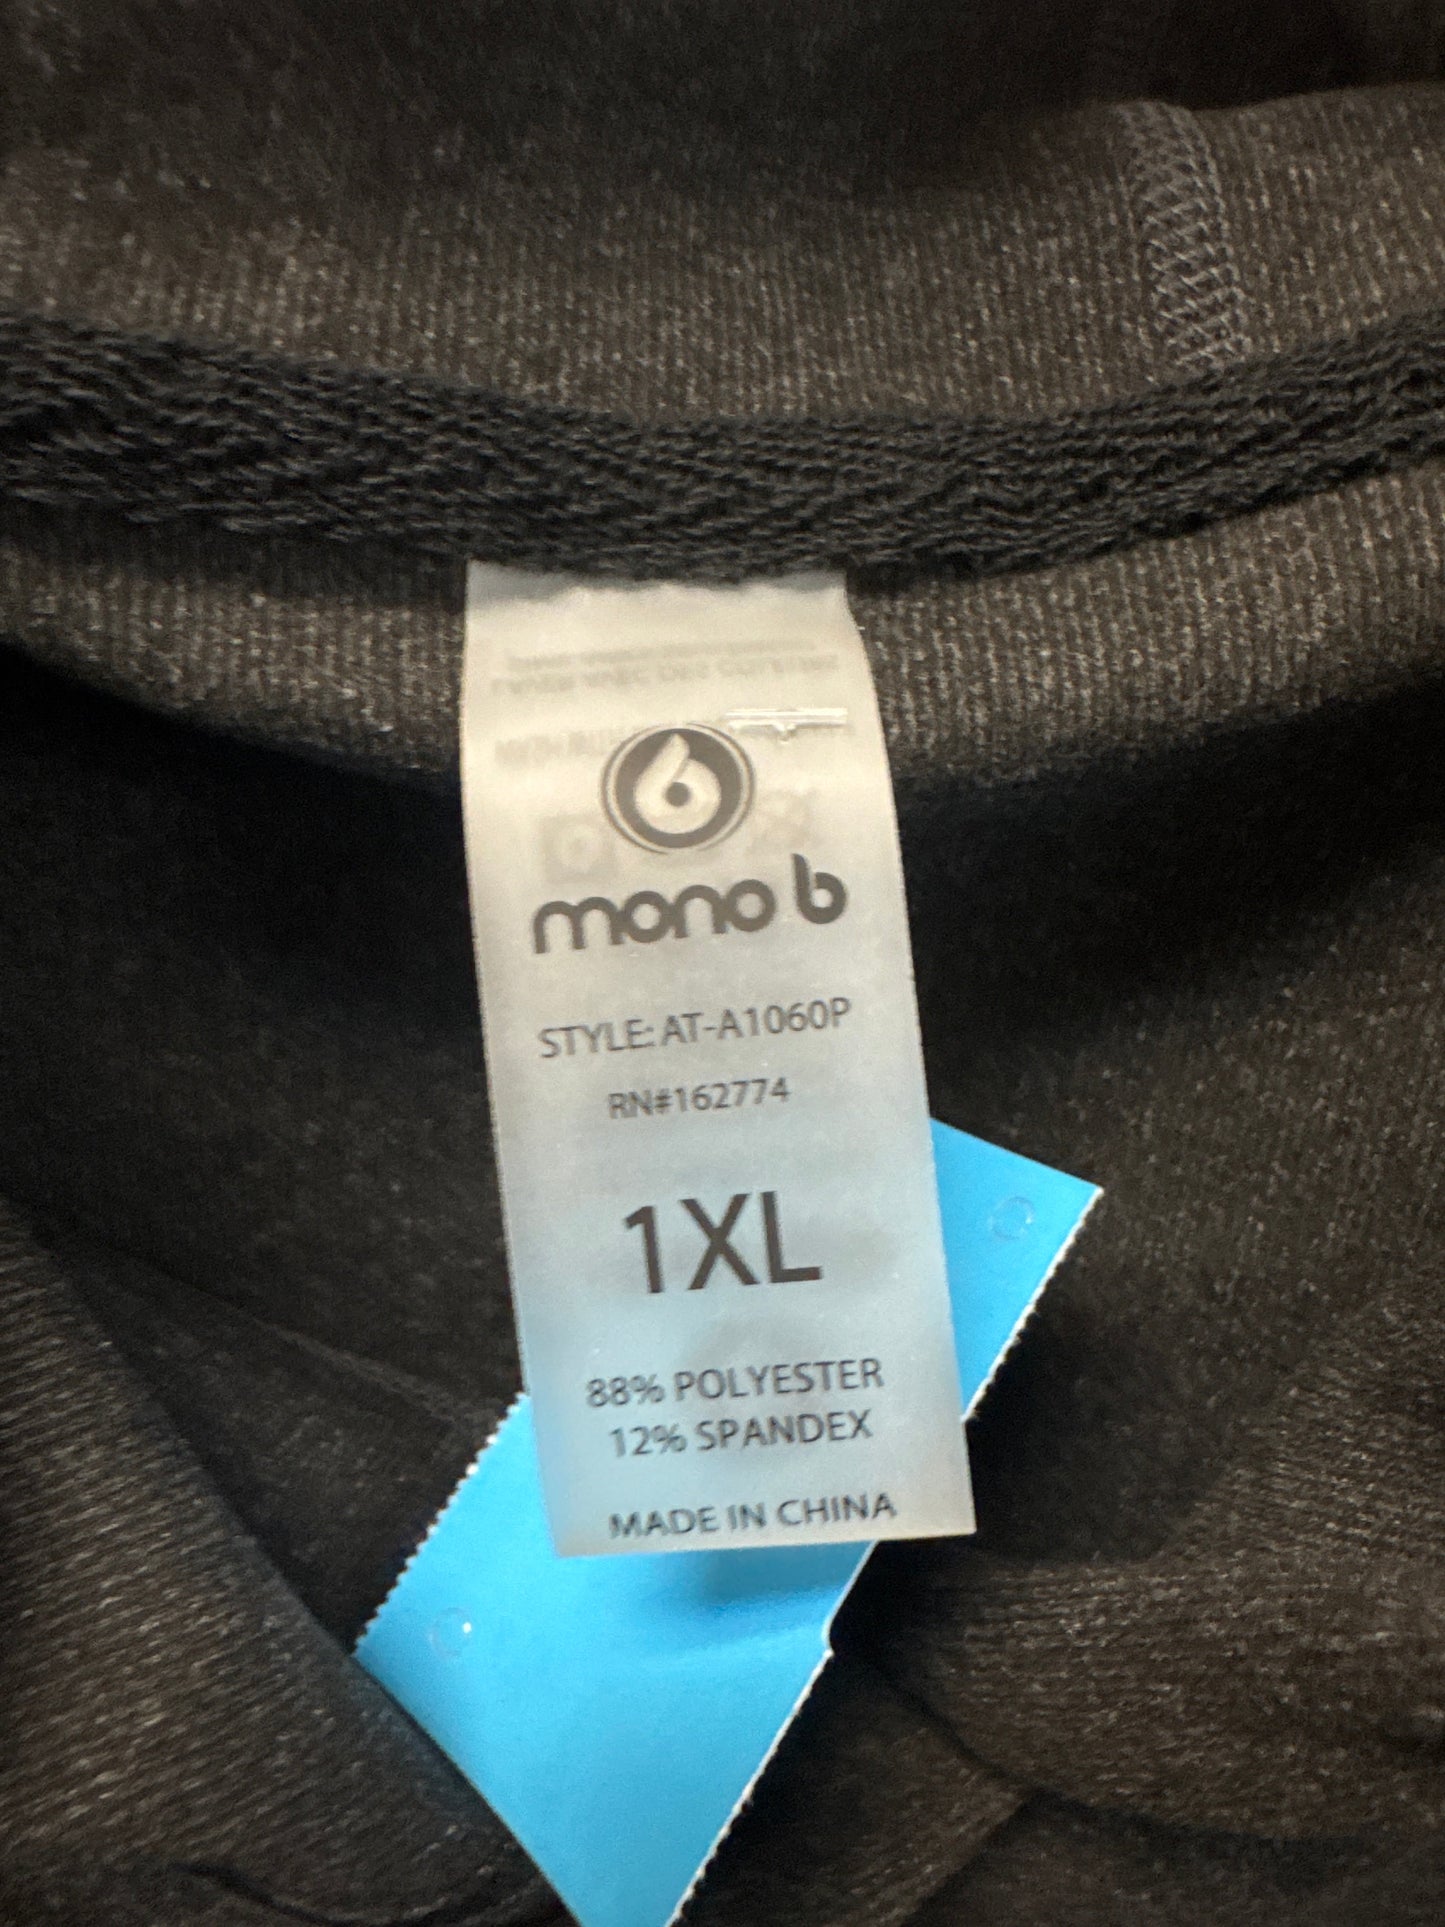 mono b
STYLE: AT-A1060P
RN#162774
1XL
88% POLYESTER
12% SPANDEX
MADE IN CHINA